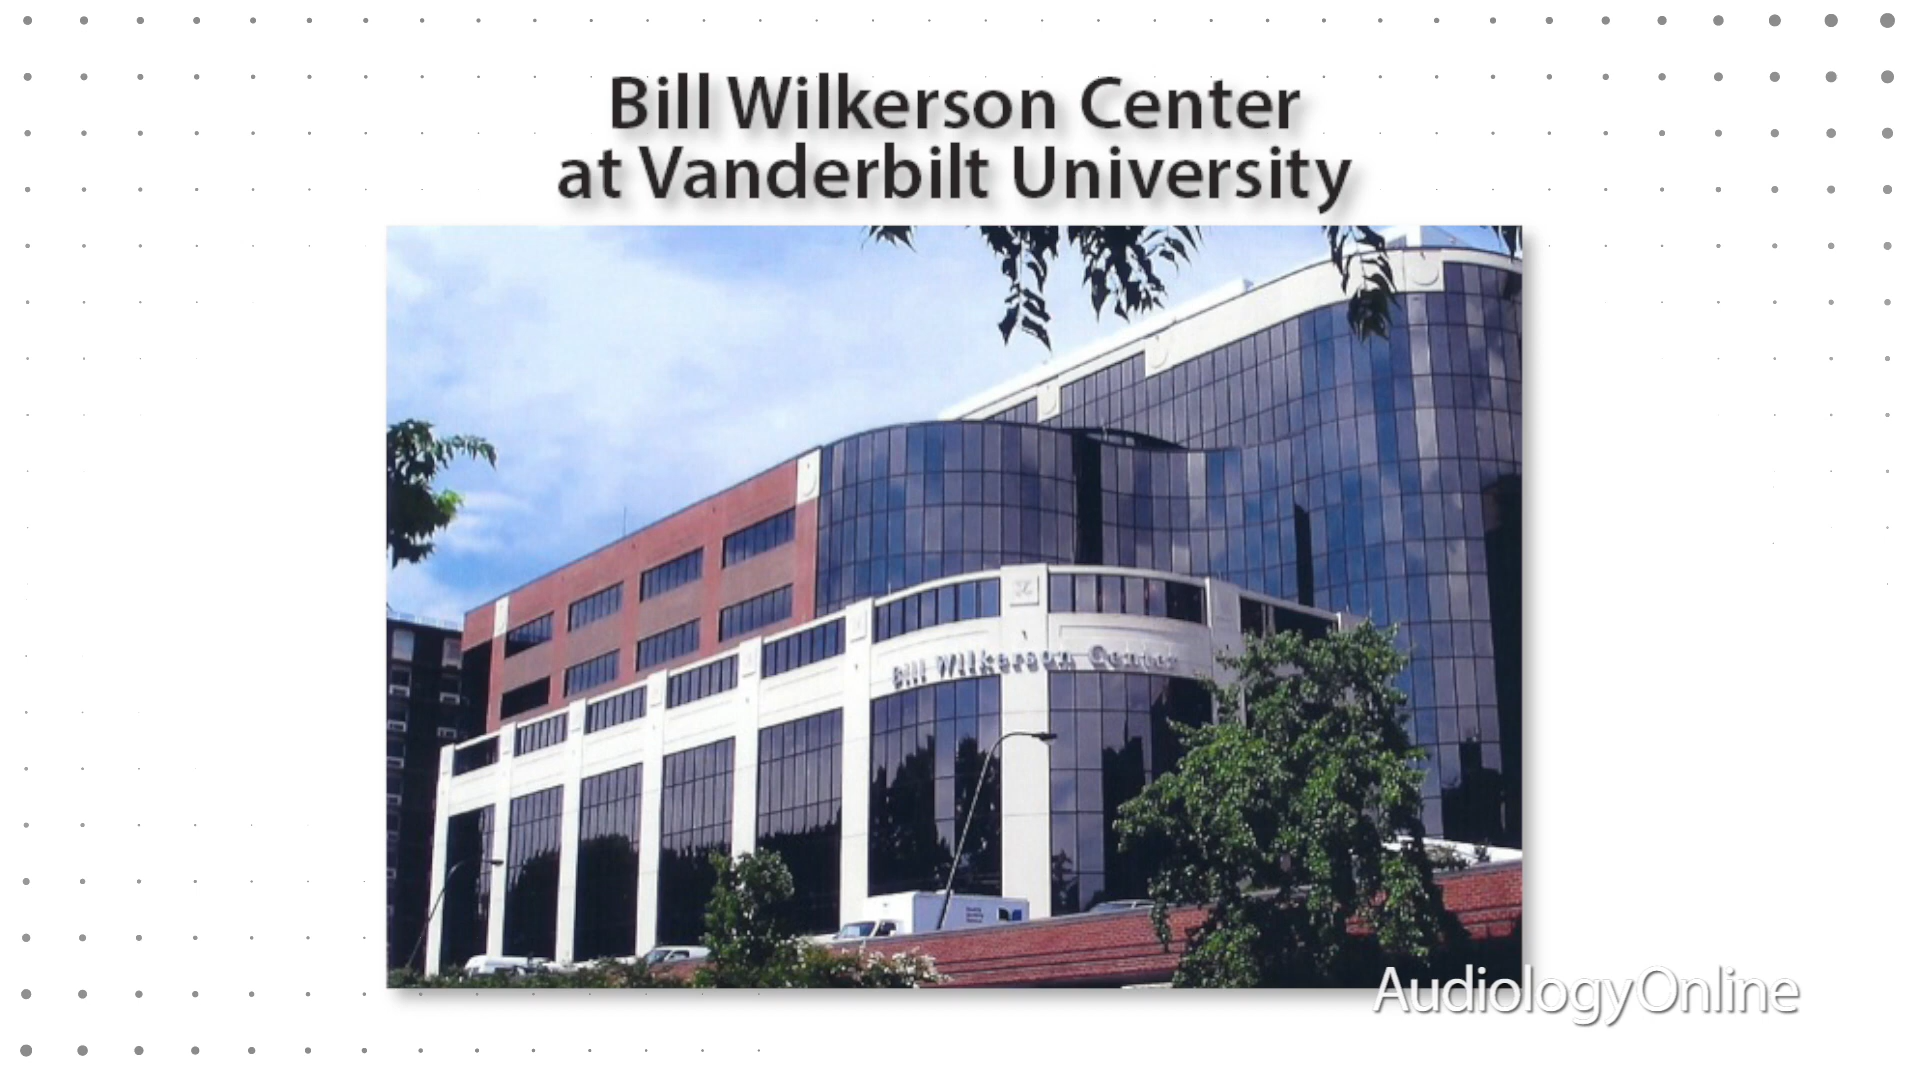 Bill Wilkerson Center
at Vanderbilt University
Bill Wilkerson Center
AudiologyOnline